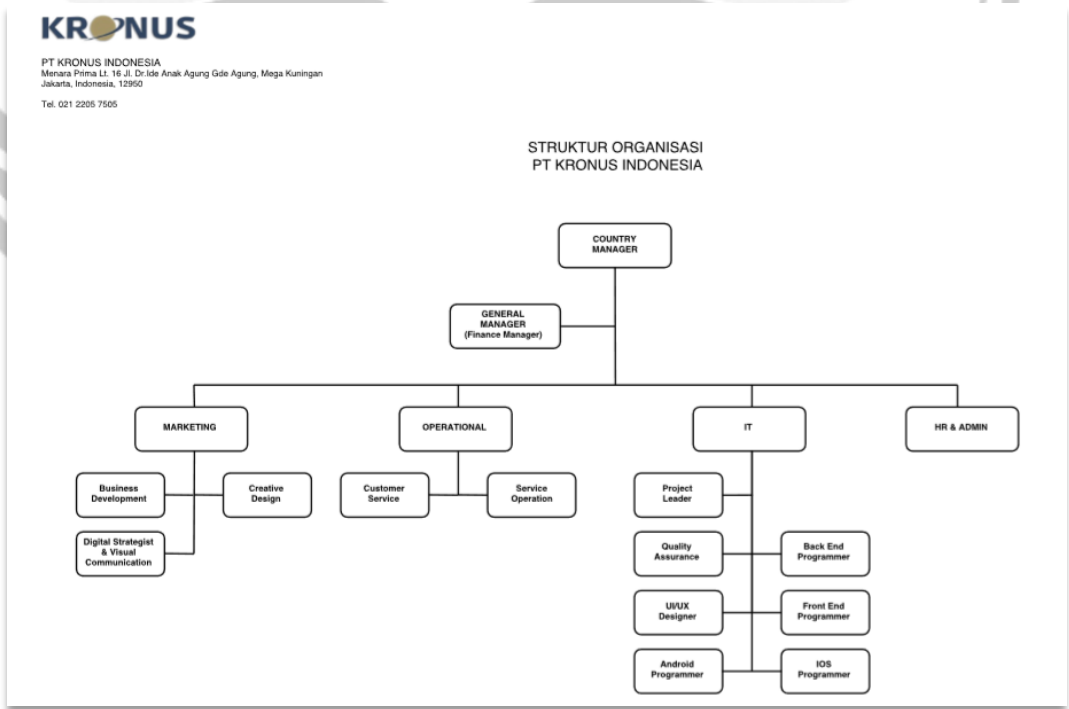 KRONUS
PT KRONUS INDONESIA
Menara Prima Lt. 16 Jl. Dr.Ide Anak Agung Gde Agung, Mega Kuningan
Jakarta, Indonesia, 12950
Tel. 021 2205 7505
STRUKTUR ORGANISASI
PT KRONUS INDONESIA
COUNTRY
MANAGER
GENERAL
MANAGER
(Finance Manager)
MARKETING
OPERATIONAL
IT
HR & ADMIN
Business
Development
Creative
Design
Customer
Service
Service
Operation
Project
Leader
Digital Strategist
& Visual
Communication
Quality
Assurance
Back End
Programmer
UI/UX
Designer
Front End
Programmer
Android
Programmer
IOS
Programmer